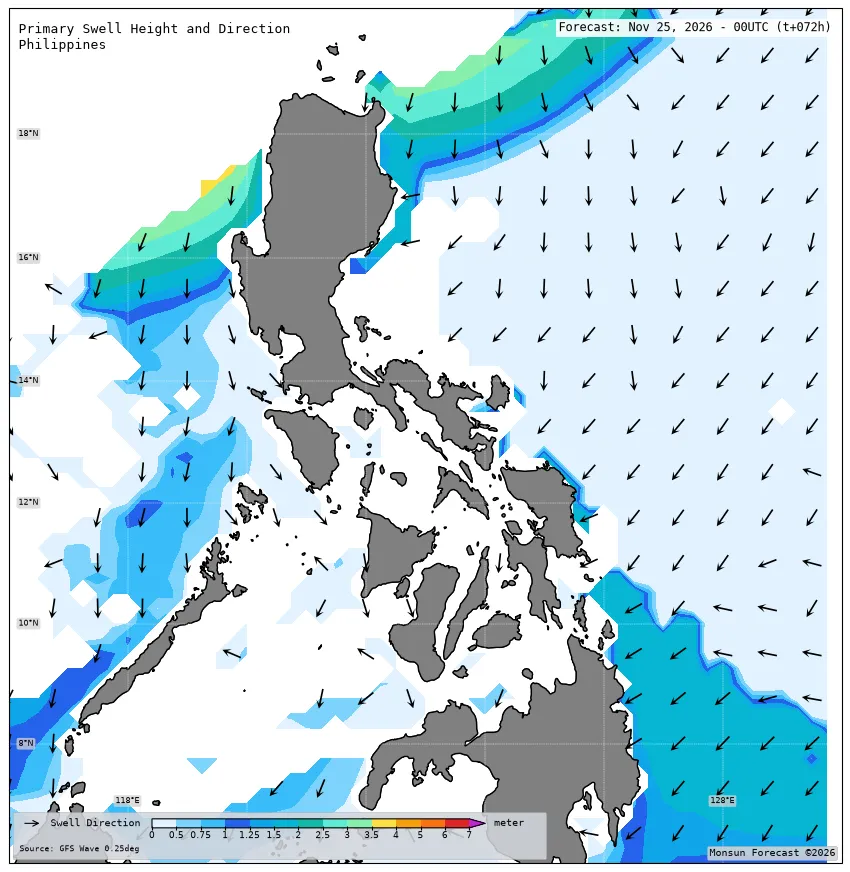 Primary Swell Height and Direction
Philippines
Forecast: Nov 25, 2026 - 00UTC (t+072h)
18°N
16°N
14°N
12°N
10°N
8°N
118°E
128°E
Swell Direction
0 0.5 0.75 1 1.25 1.5 2 2.5 3 3.5 4 5 6 7
meter
Source: GFS Wave 0.25deg
Monsun Forecast ©2026